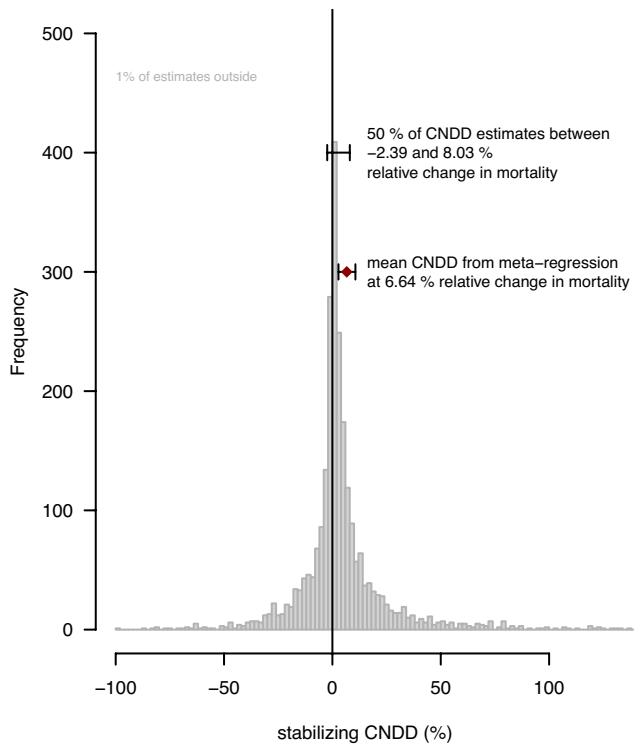 500
1% of estimates outside
50 % of CNDD estimates between
400
−2.39 and 8.03 %
relative change in mortality
mean CNDD from meta−regression
300
at 6.64 % relative change in mortality
Frequency
200
100
0
−100 −50 0 50 100
stabilizing CNDD (%)